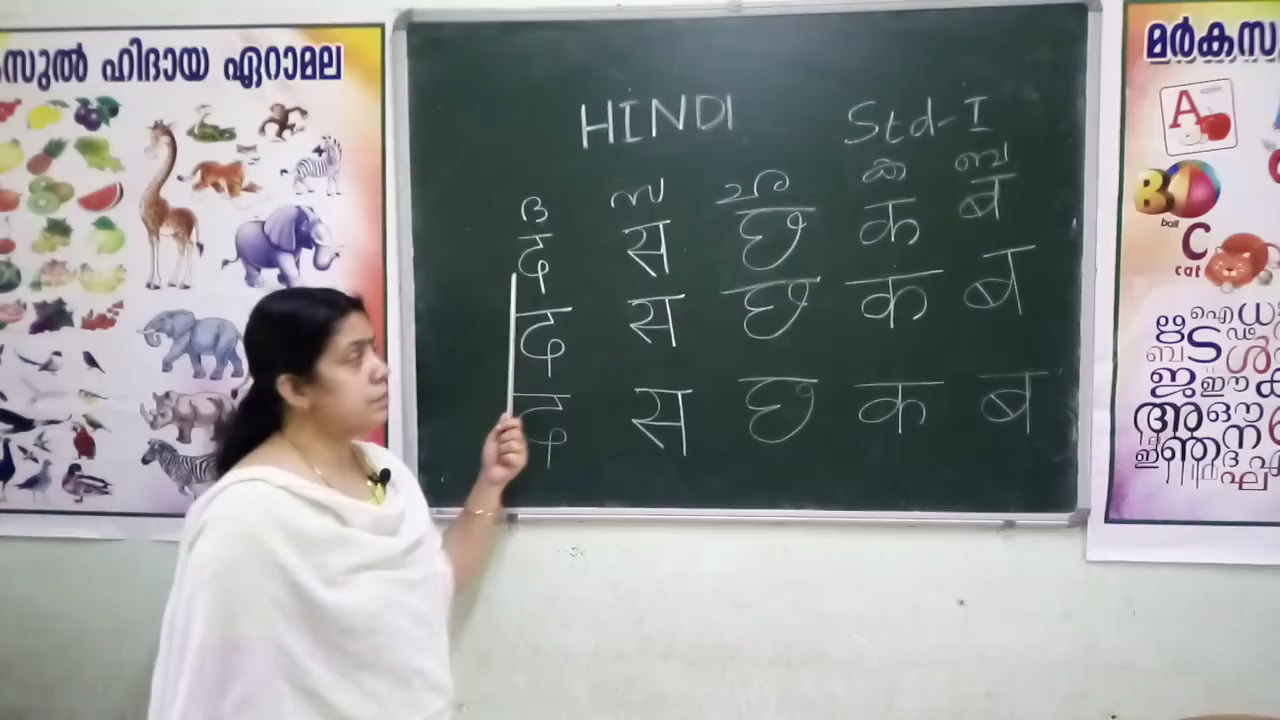 സുൽ ഹിദായ ഏറാമല
HINDI
Std-I
ദ സ ഛ ക ബ
द स छ क ब
द स छ क ब
द स छ क ब
മർകസ
A
B
ball
C
cat
ഐ ധ
ഋ ട ഢ
ബ ശ
ജ ഈ ക
അ ഒ ഔ
ഇ ഞ ന
ദ ഘ